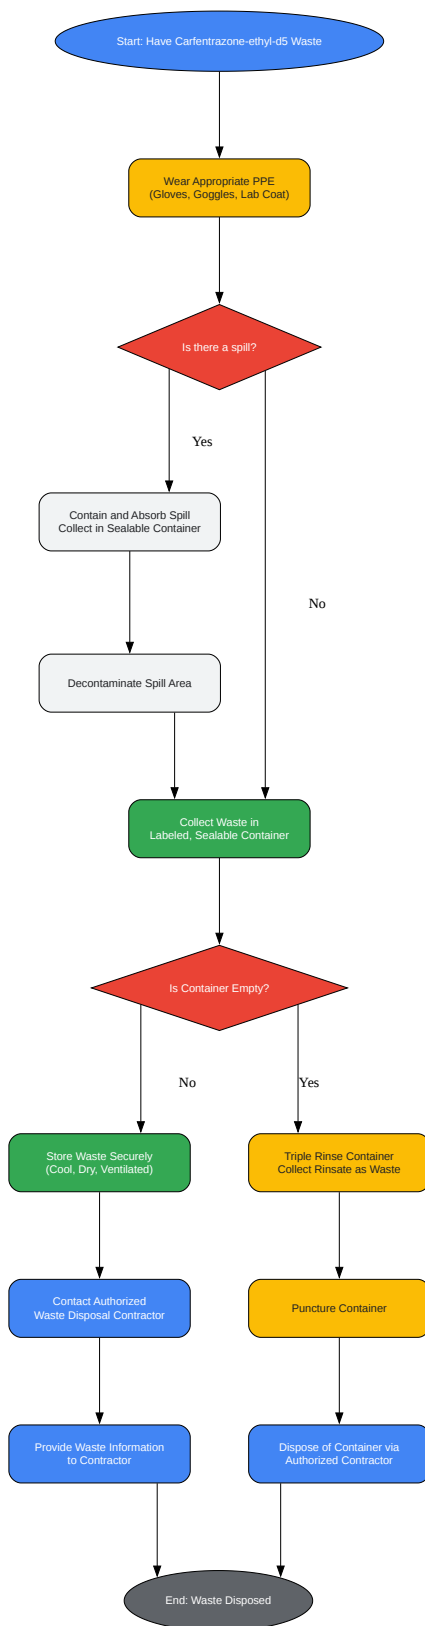 Start: Have Carfentrazone-ethyl-d5 Waste
Wear Appropriate PPE
(Gloves, Goggles, Lab Coat)
Is there a spill?
Yes
Contain and Absorb Spill
Collect in Sealable Container
No
Decontaminate Spill Area
Collect Waste in
Labeled, Sealable Container
Is Container Empty?
No
Yes
Store Waste Securely
(Cool, Dry, Ventilated)
Triple Rinse Container
Collect Rinsate as Waste
Contact Authorized
Waste Disposal Contractor
Puncture Container
Provide Waste Information
to Contractor
Dispose of Container via
Authorized Contractor
End: Waste Disposed